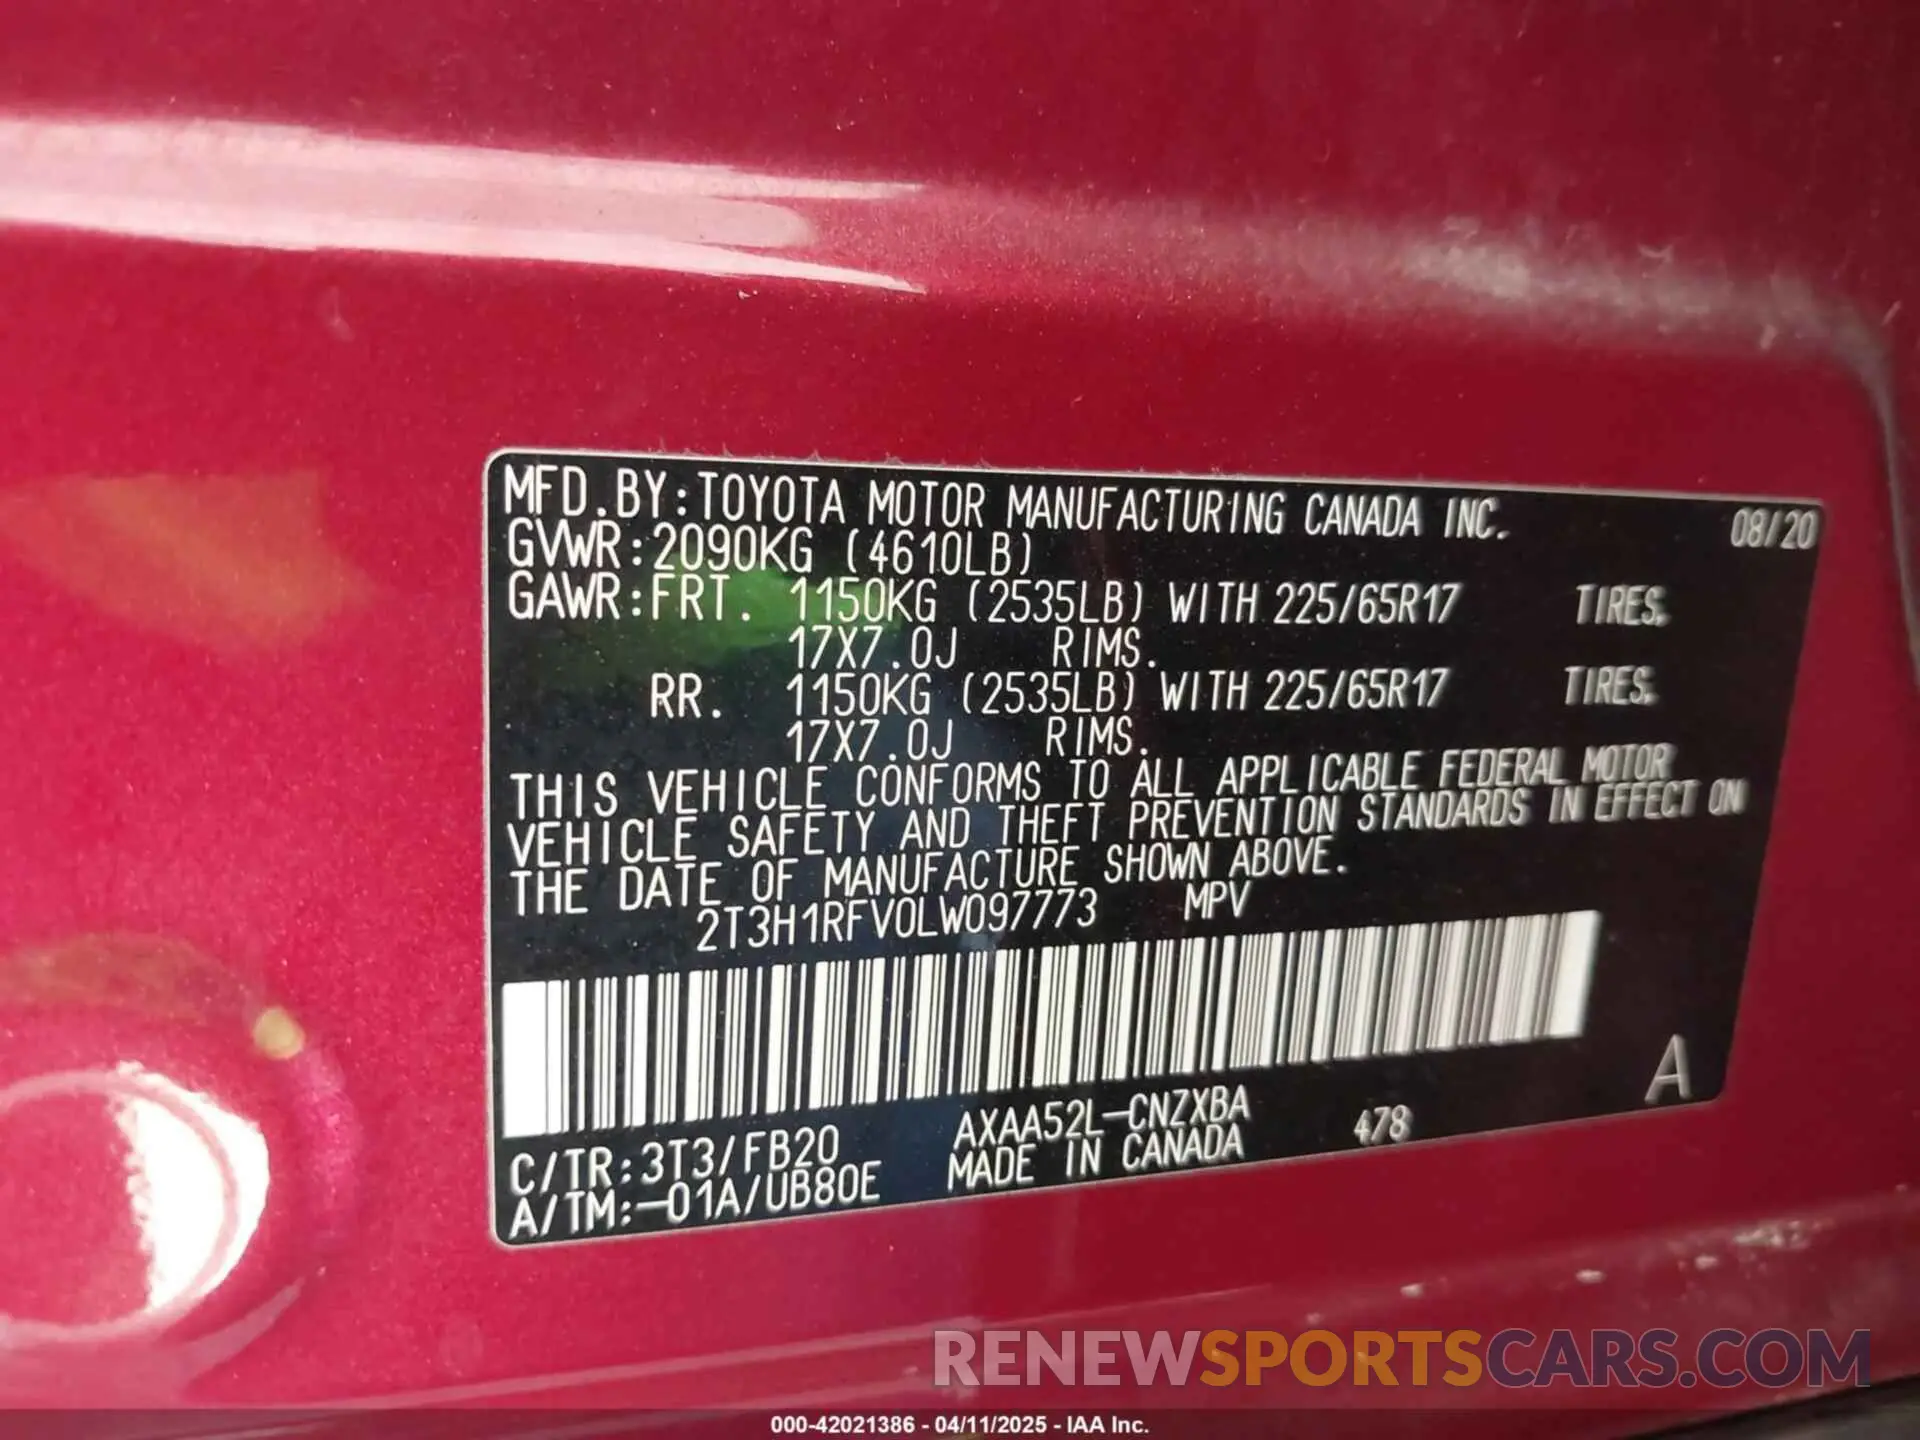 MFD.BY:TOYOTA MOTOR MANUFACTURING CANADA INC. 08/20
GVWR:2090KG (4610LB)
GAWR:FRT. 1150KG (2535LB) WITH 225/65R17 TIRES,
17X7.0J RIMS.
RR. 1150KG (2535LB) WITH 225/65R17 TIRES,
17X7.0J RIMS.
THIS VEHICLE CONFORMS TO ALL APPLICABLE FEDERAL MOTOR
VEHICLE SAFETY AND THEFT PREVENTION STANDARDS IN EFFECT ON
THE DATE OF MANUFACTURE SHOWN ABOVE.
2T3H1RFV0LW097773 MPV
A
AXAA52L-CNZXBA 478
C/TR:3T3/FB20 MADE IN CANADA
A/TM:-01A/UB80E
RENEWSPORTSCARS.COM
000-42021386 - 04/11/2025 - IAA Inc.